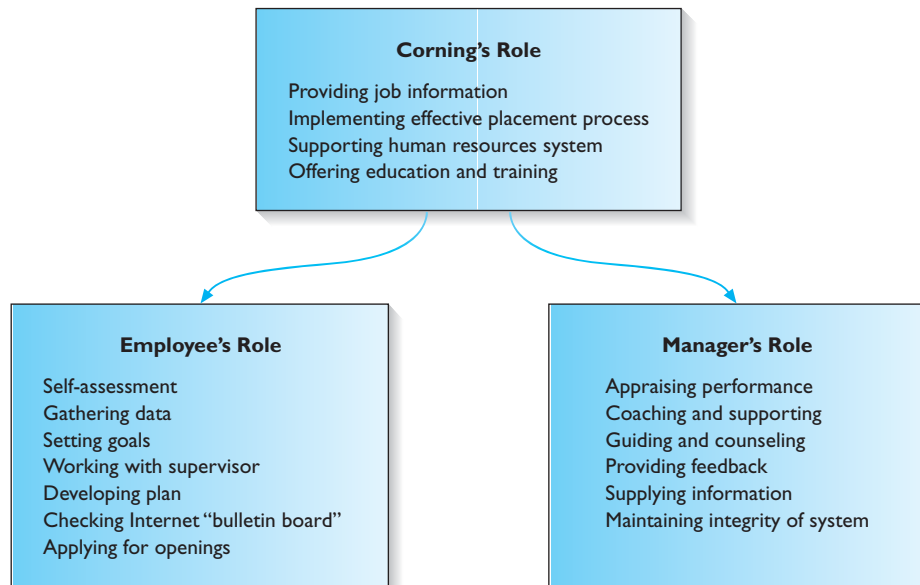 Corning's Role
Providing job information
Implementing effective placement process
Supporting human resources system
Offering education and training
Employee's Role
Self-assessment
Gathering data
Setting goals
Working with supervisor
Developing plan
Checking Internet “bulletin board”
Applying for openings
Manager's Role
Appraising performance
Coaching and supporting
Guiding and counseling
Providing feedback
Supplying information
Maintaining integrity of system